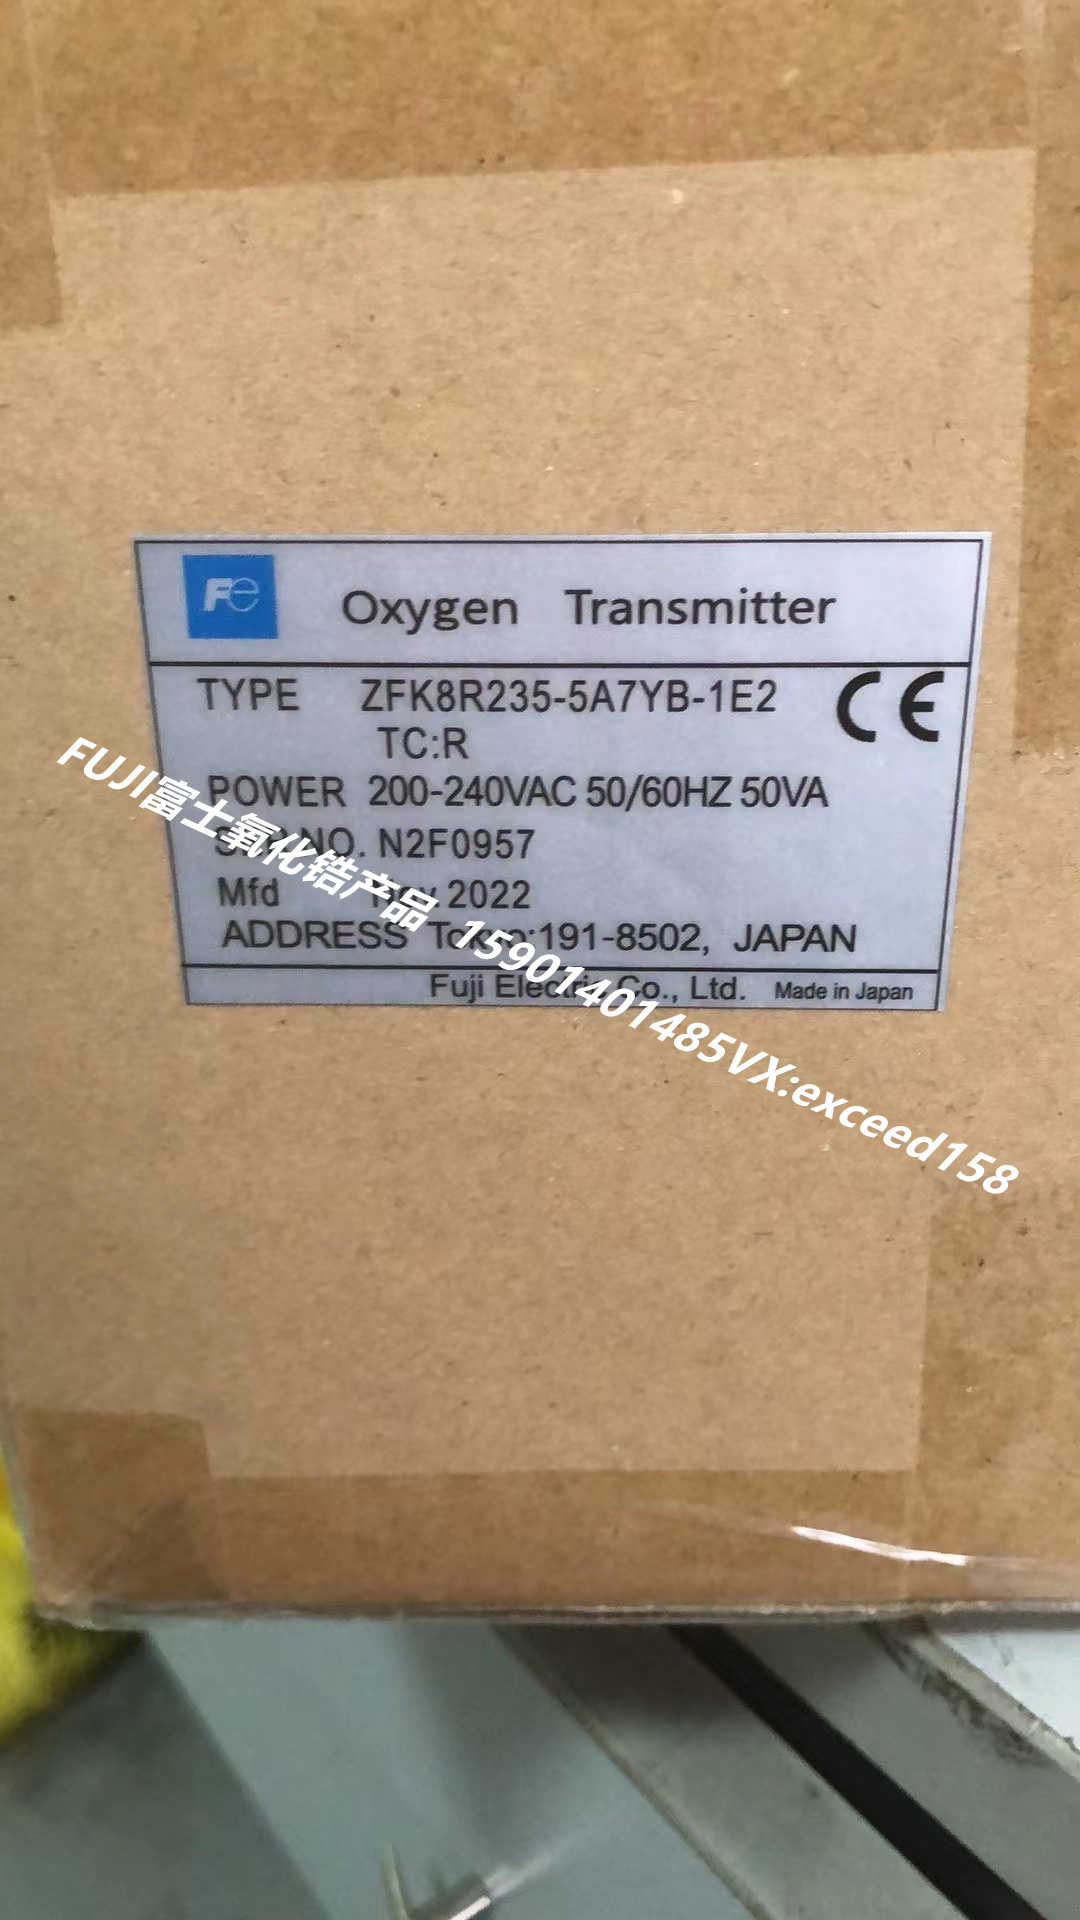 Fe Oxygen Transmitter
TYPE ZFK8R235-5A7YB-1E2 CE
TC:R
POWER 200-240VAC 50/60HZ 50VA
NO. N2F0957
Mfd 2022
ADDRESS Tokyo:191-8502, JAPAN
Fuji Electric Co., Ltd. Made in Japan
FUJI富士氧化锆产品 15901401485VX:exceed158